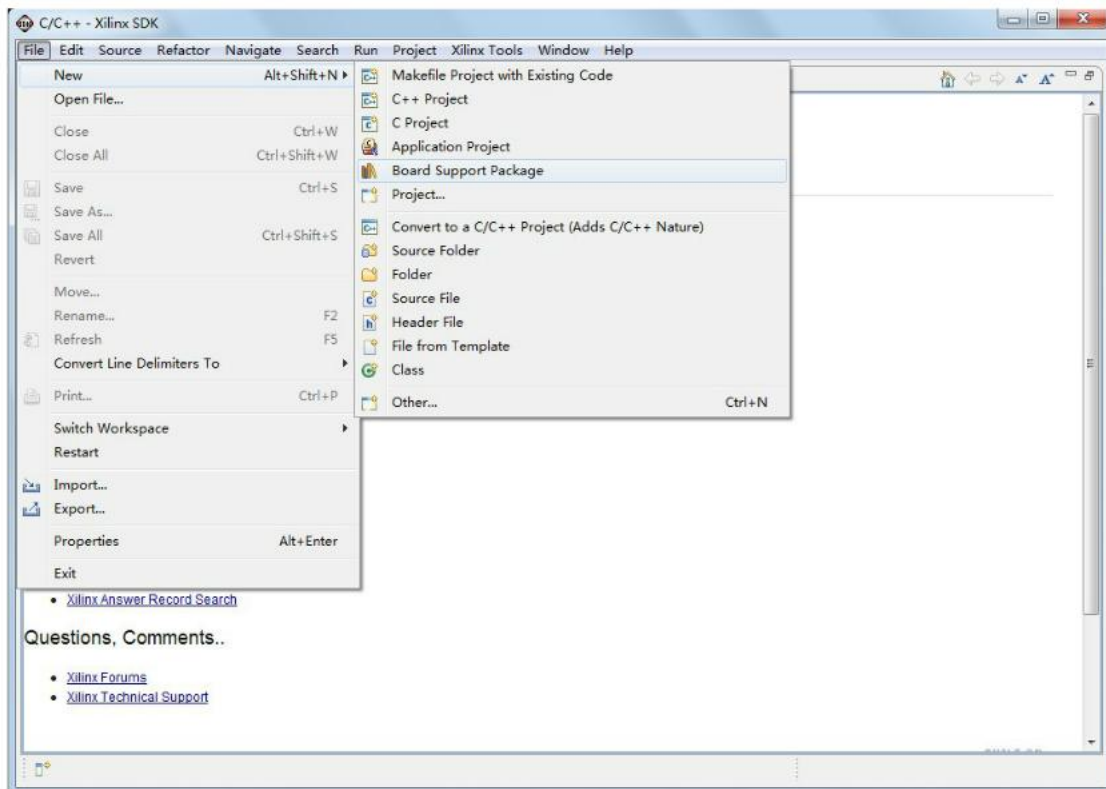 C/C++ - Xilinx SDK
File Edit Source Refactor Navigate Search Run Project Xilinx Tools Window Help
New Alt+Shift+N
Open File...
Close Ctrl+W
Close All Ctrl+Shift+W
Save Ctrl+S
Save As...
Save All Ctrl+Shift+S
Revert
Move...
Rename... F2
Refresh F5
Convert Line Delimiters To
Print... Ctrl+P
Switch Workspace
Restart
Import...
Export...
Properties Alt+Enter
Exit
Makefile Project with Existing Code
C++ Project
C Project
Application Project
Board Support Package
Project...
Convert to a C/C++ Project (Adds C/C++ Nature)
Source Folder
Folder
Source File
Header File
File from Template
Class
Other... Ctrl+N
Xilinx Answer Record Search
Questions, Comments..
Xilinx Forums
Xilinx Technical Support